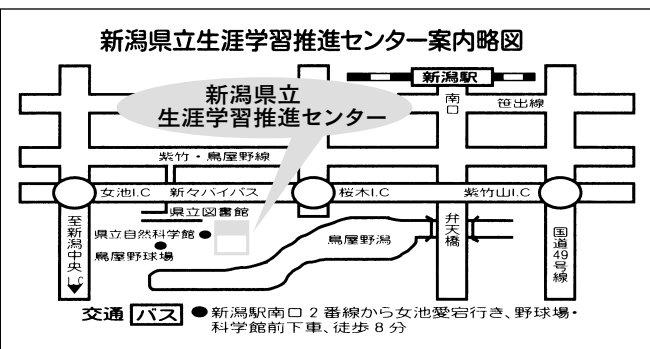 新潟県立生涯学習推進センター案内略図
新潟駅
新潟県立
生涯学習推進センター
南口
笹出線
紫竹・鳥屋野線
女池I.C
新々バイパス
桜木I.C
紫竹山I.C
県立図書館
至新潟中央I.C
県立自然科学館●
鳥屋野球場
鳥屋野潟
弁天橋
国道49号線
交通 バス ●新潟駅南口2番線から女池愛宕行き、野球場・
科学館前下車、徒歩8分